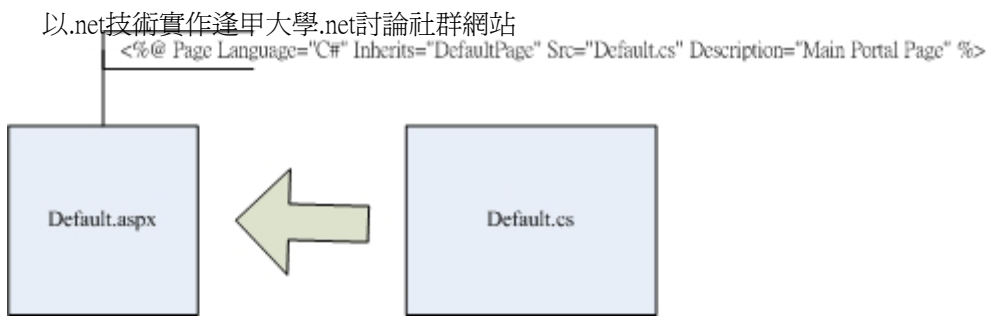 以.net技術實作逢甲大學.net討論社群網站
<%@ Page Language="C#" Inherits="DefaultPage" Src="Default.cs" Description="Main Portal Page" %>
Default.aspx
Default.cs